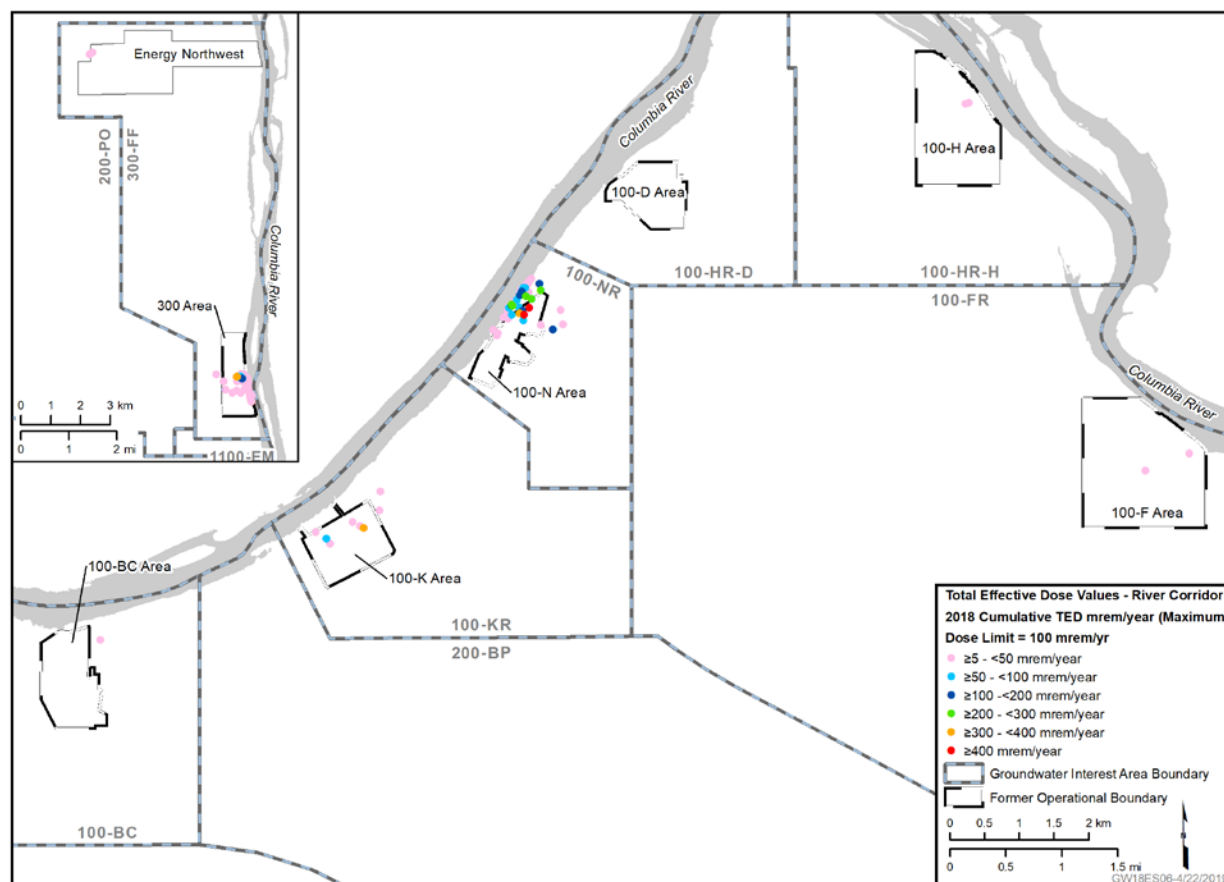 Energy Northwest
200-PO
300-FF
Columbia River
300 Area
0 1 2 3 km
0 1 2 mi
1100-EM
Columbia River
100-H Area
100-D Area
100-NR
100-HR-D
100-HR-H
100-FR
100-N Area
Columbia River
100-F Area
100-BC Area
100-K Area
100-KR
200-BP
100-BC
Total Effective Dose Values - River Corridor
2018 Cumulative TED mrem/year (Maximum
Dose Limit = 100 mrem/yr
≥5 - <50 mrem/year
≥50 - <100 mrem/year
≥100 -<200 mrem/year
≥200 - <300 mrem/year
≥300 - <400 mrem/year
≥400 mrem/year
Groundwater Interest Area Boundary
Former Operational Boundary
0 0.5 1 2 km
0 0.5 1 1.5 mi
GW18ES06-4/22/2019